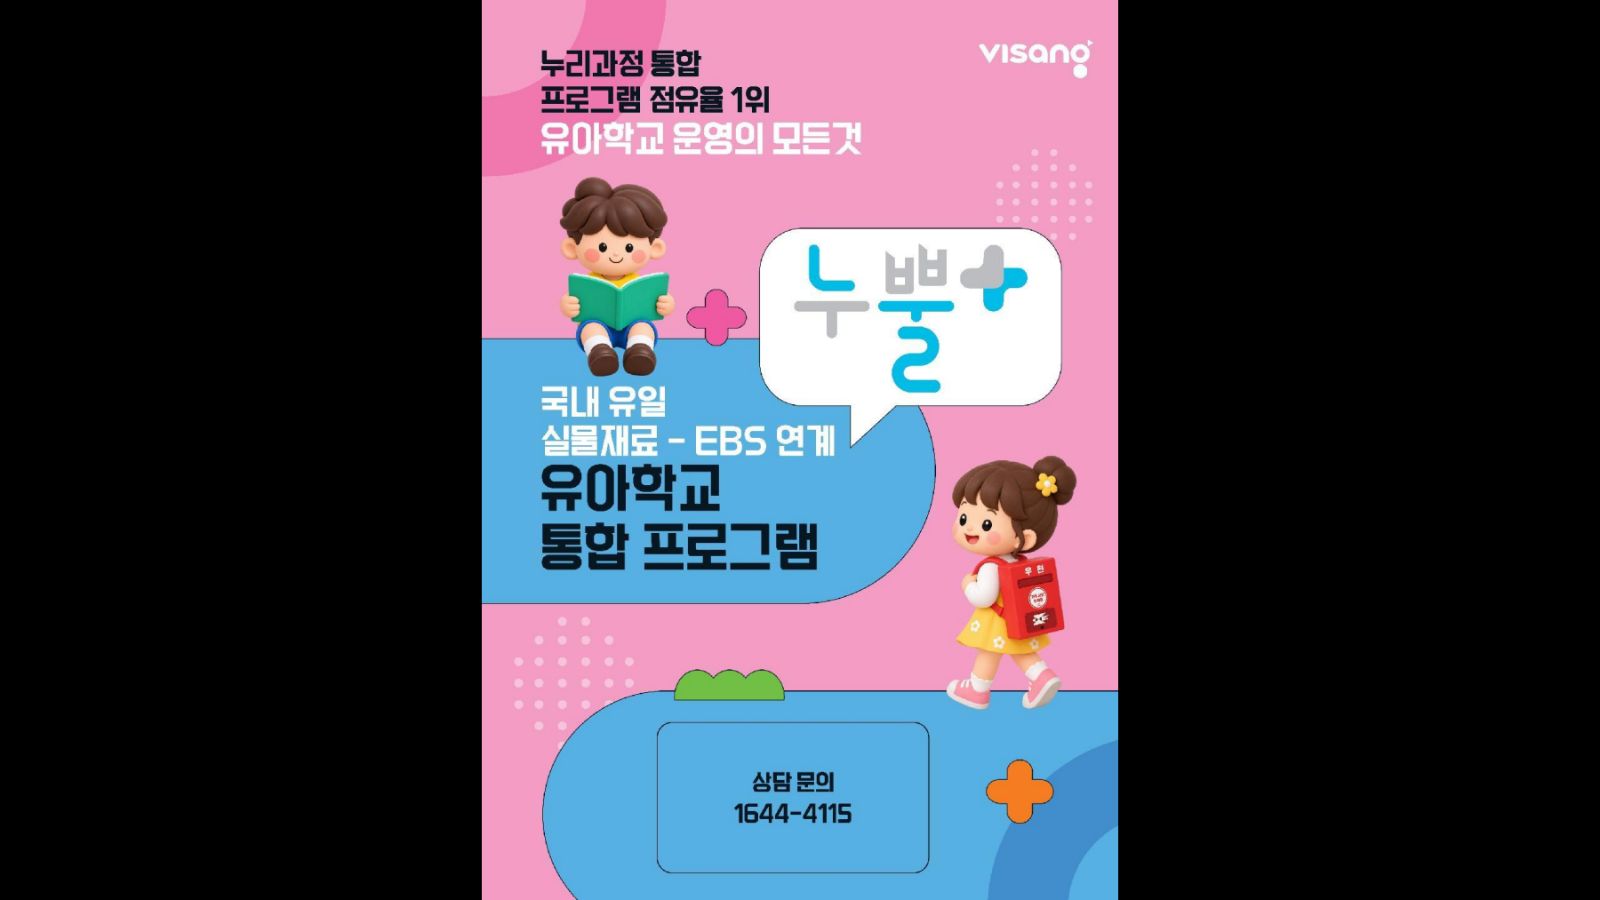 visang
누리과정 통합
프로그램 점유율 1위
유아학교 운영의 모든것
누뿔+
국내 유일
실물재료 - EBS 연계
유아학교
통합 프로그램
우편
상담 문의
1644-4115